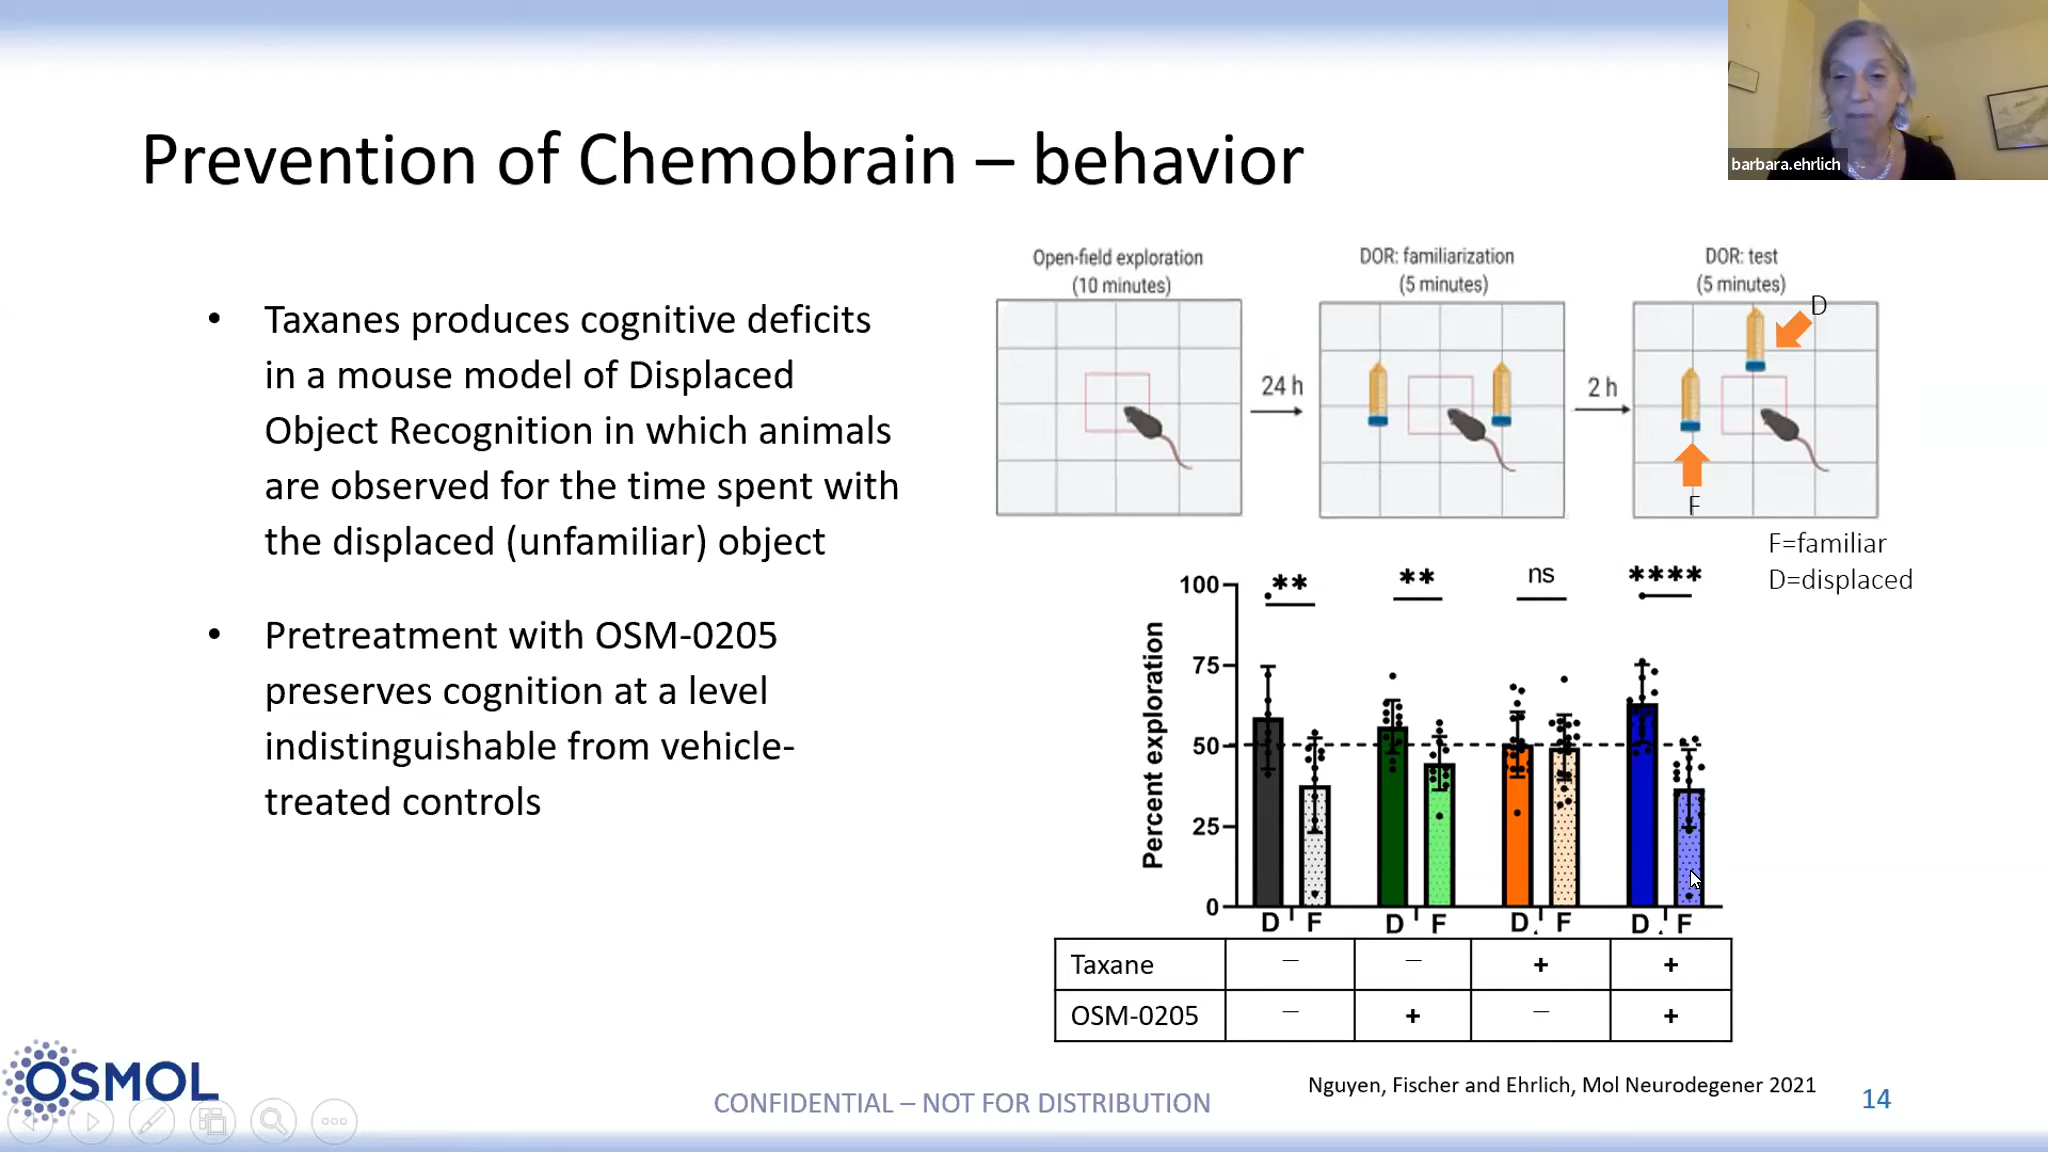 barbara.ehrlich
Prevention of Chemobrain – behavior
• Taxanes produces cognitive deficits
in a mouse model of Displaced
Object Recognition in which animals
are observed for the time spent with
the displaced (unfamiliar) object
• Pretreatment with OSM-0205
preserves cognition at a level
indistinguishable from vehicle-
treated controls
Open-field exploration
(10 minutes)
24 h
DOR: familiarization
(5 minutes)
2 h
DOR: test
(5 minutes)
D
F
F=familiar
D=displaced
Percent exploration
100
75
50
25
0
**
**
ns
****
D F D F D F D F
Taxane — — + +
OSM-0205 — + — +
Nguyen, Fischer and Ehrlich, Mol Neurodegener 2021
OSMOL
CONFIDENTIAL – NOT FOR DISTRIBUTION
14